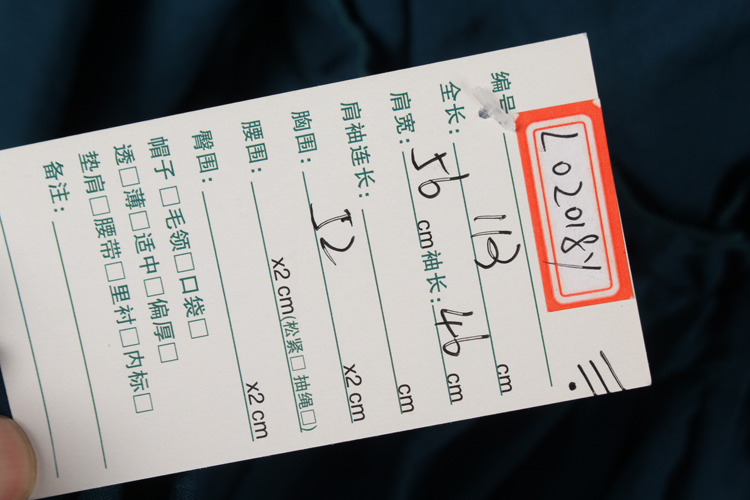 编号
L02018Y
全长: 113 cm
肩宽: 56 cm 袖长: 46 cm
肩袖连长: cm
胸围: 52 x2 cm
腰围: x2 cm (松紧□抽绳□)
臀围: x2 cm
帽子□毛领□口袋□
透□薄□适中□偏厚□
垫肩□腰带□里衬□内标□
备注: